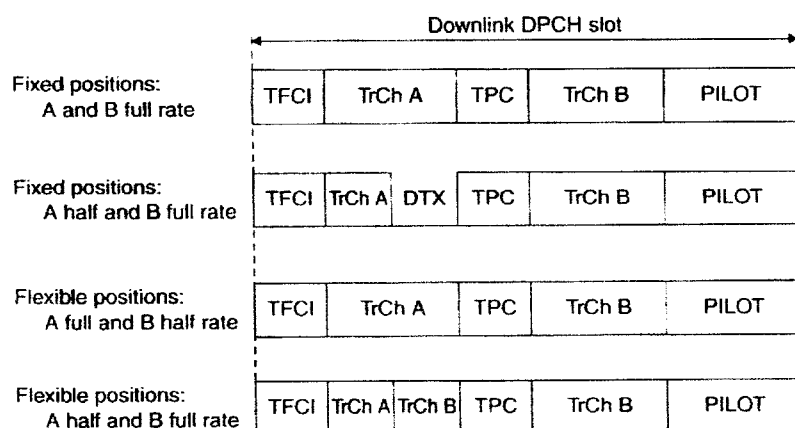 Downlink DPCH slot
Fixed positions:
A and B full rate
TFCI TrCh A TPC TrCh B PILOT
Fixed positions:
A half and B full rate
TFCI TrCh A DTX TPC TrCh B PILOT
Flexible positions:
A full and B half rate
TFCI TrCh A TPC TrCh B PILOT
Flexible positions:
A half and B full rate
TFCI TrCh A TrCh B TPC TrCh B PILOT